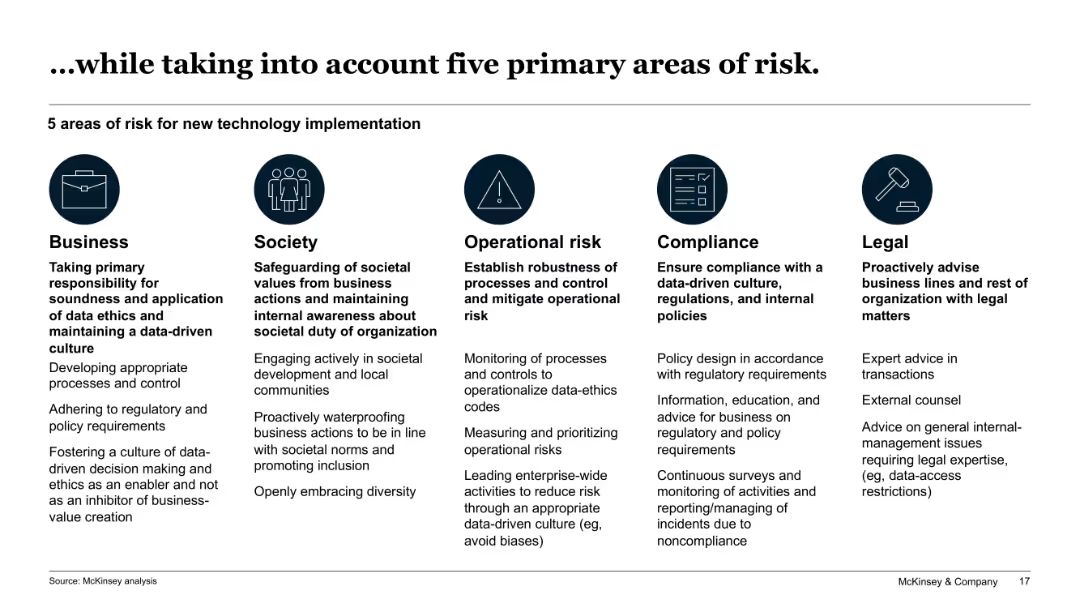 ...while taking into account five primary areas of risk.
5 areas of risk for new technology implementation
Business
Taking primary
responsibility for
soundness and application
of data ethics and
maintaining a data-driven
culture
Developing appropriate
processes and control
Adhering to regulatory and
policy requirements
Fostering a culture of data-
driven decision making and
ethics as an enabler and not
as an inhibitor of business-
value creation
Society
Safeguarding of societal
values from business
actions and maintaining
internal awareness about
societal duty of organization
Engaging actively in societal
development and local
communities
Proactively waterproofing
business actions to be in line
with societal norms and
promoting inclusion
Openly embracing diversity
Operational risk
Establish robustness of
processes and control
and mitigate operational
risk
Monitoring of processes
and controls to
operationalize data-ethics
codes
Measuring and prioritizing
operational risks
Leading enterprise-wide
activities to reduce risk
through an appropriate
data-driven culture (eg,
avoid biases)
Compliance
Ensure compliance with a
data-driven culture,
regulations, and internal
policies
Policy design in accordance
with regulatory requirements
Information, education, and
advice for business on
regulatory and policy
requirements
Continuous surveys and
monitoring of activities and
reporting/managing of
incidents due to
noncompliance
Legal
Proactively advise
business lines and rest of
organization with legal
matters
Expert advice in
transactions
External counsel
Advice on general internal-
management issues
requiring legal expertise,
(eg, data-access
restrictions)
Source: McKinsey analysis
McKinsey & Company 17